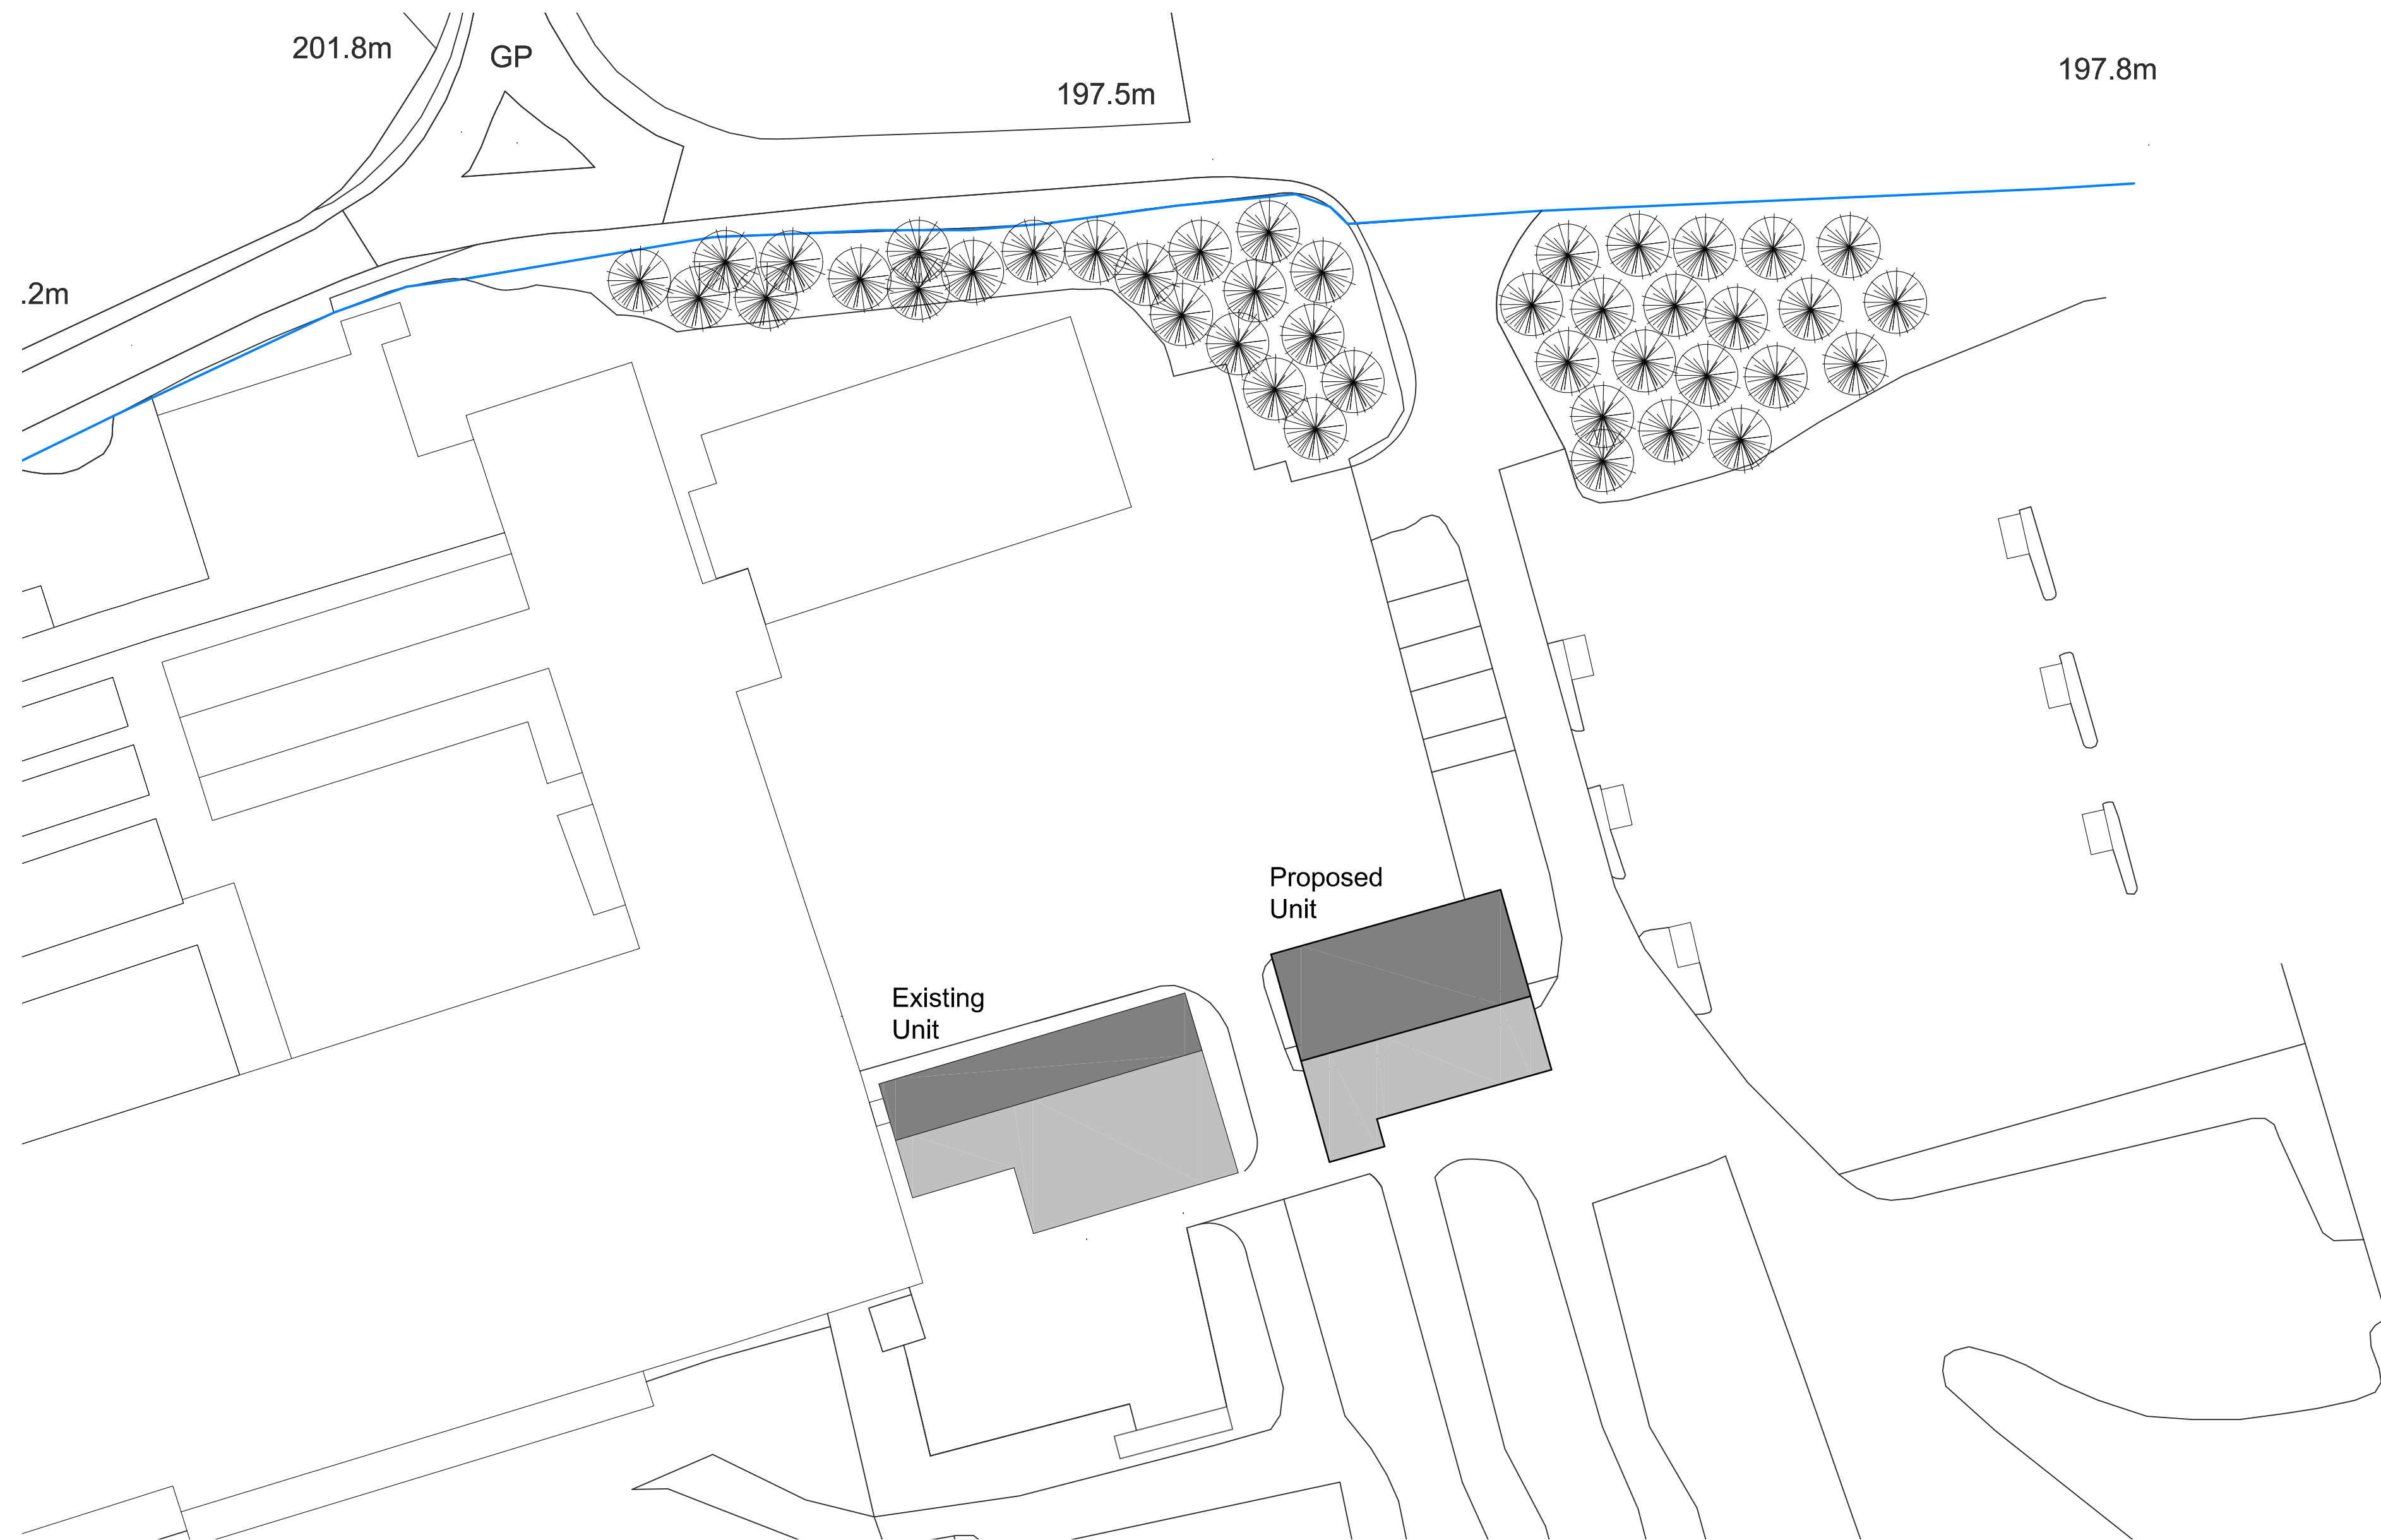 201.8m
GP
197.5m
197.8m
.2m
Proposed
Unit
Existing
Unit